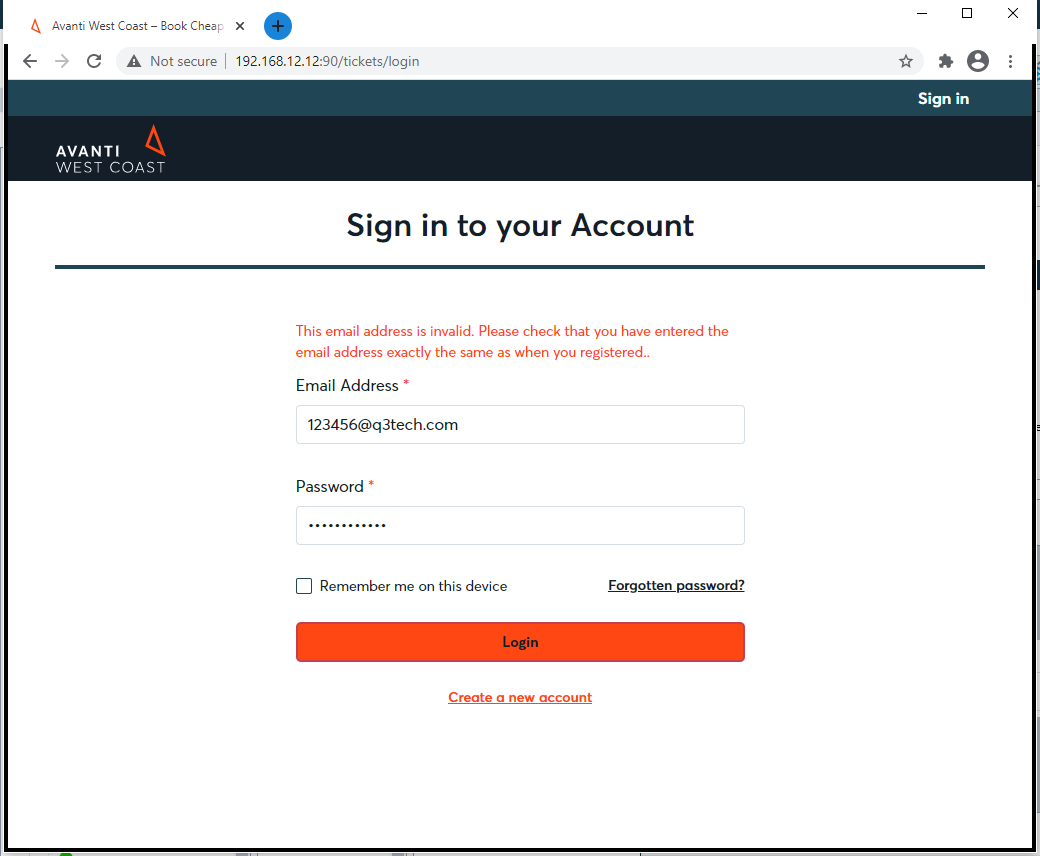 Avanti West Coast – Book Cheap
Not secure
192.168.12.12:90/tickets/login
Sign in
AVANTI
WEST COAST
Sign in to your Account
This email address is invalid. Please check that you have entered the
email address exactly the same as when you registered..
Email Address *
123456@q3tech.com
Password *
••••••••••••
Remember me on this device
Forgotten password?
Login
Create a new account